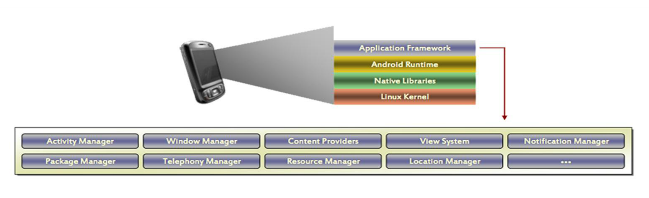 Application Framework
Android Runtime
Native Libraries
Linux Kernel
Activity Manager Window Manager Content Providers View System Notification Manager
Package Manager Telephony Manager Resource Manager Location Manager ---